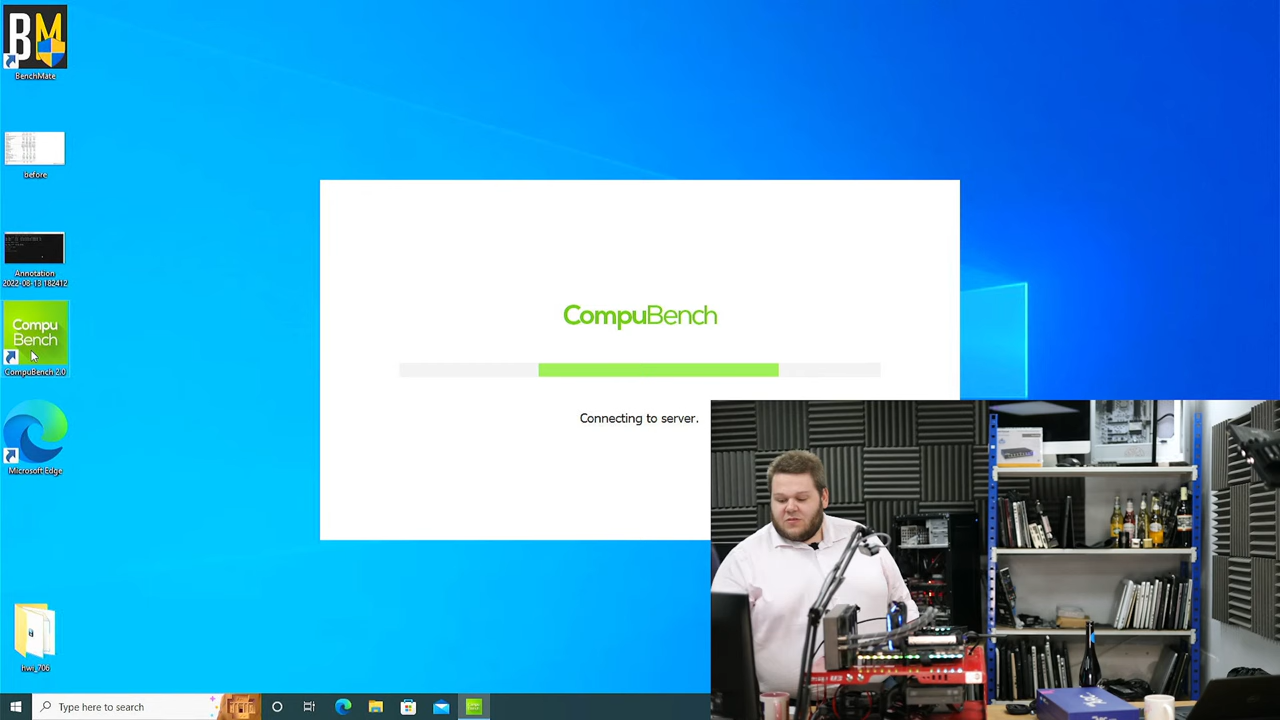 BM
BenchMate
before
Annotation
2022-08-13 182412
Compu
Bench
CompuBench 2.0
Microsoft Edge
hwi_706
CompuBench
Connecting to server.
Type here to search